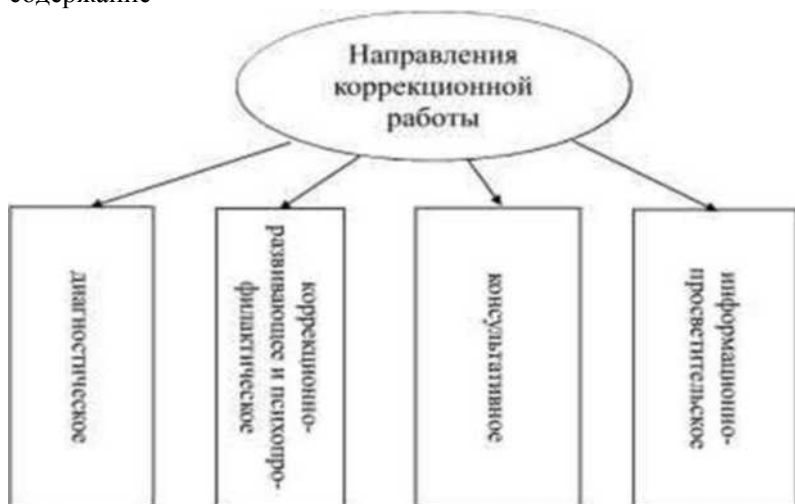 содержание
Направления
коррекционной
работы
диагностическое
коррекционно-
развивающее и психопро-
филактическое
консультативное
информационно-
просветительское